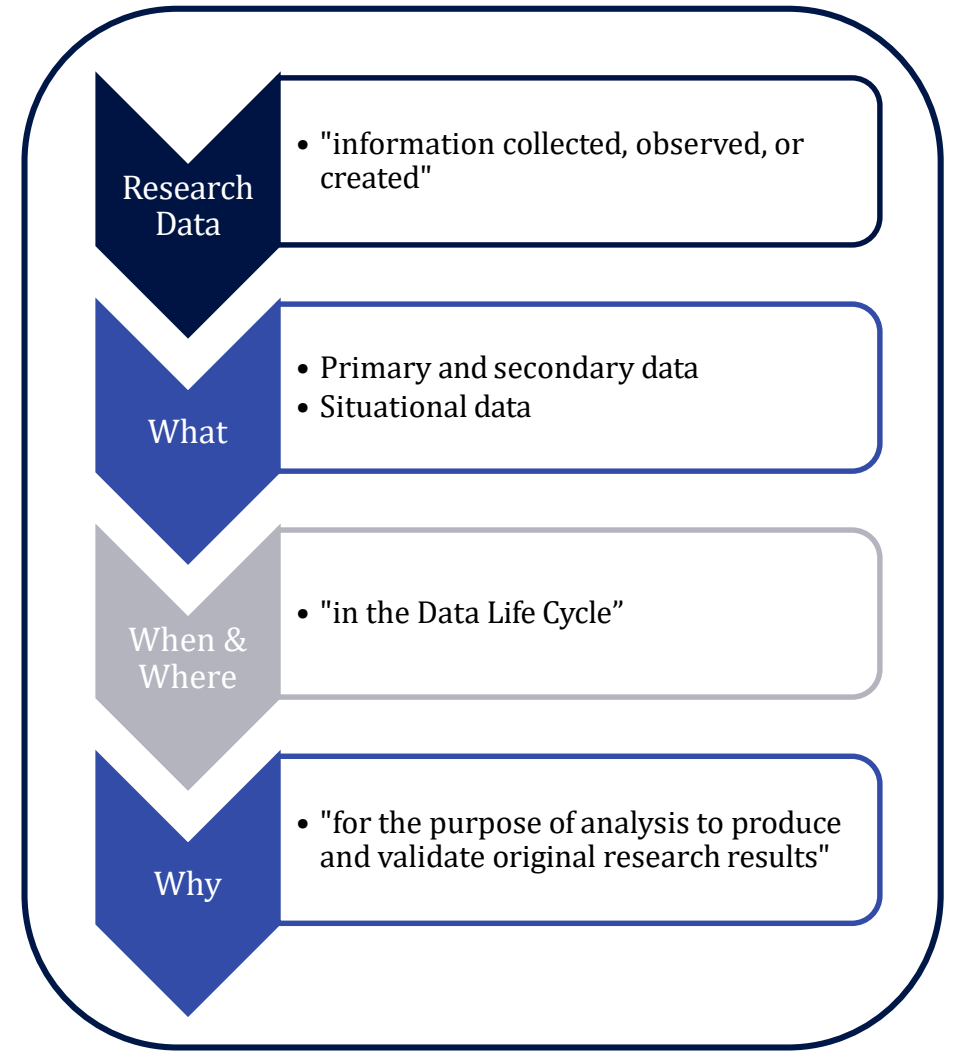 Research
Data
• "information collected, observed, or
created"
What
• Primary and secondary data
• Situational data
When &
Where
• "in the Data Life Cycle”
Why
• "for the purpose of analysis to produce
and validate original research results"